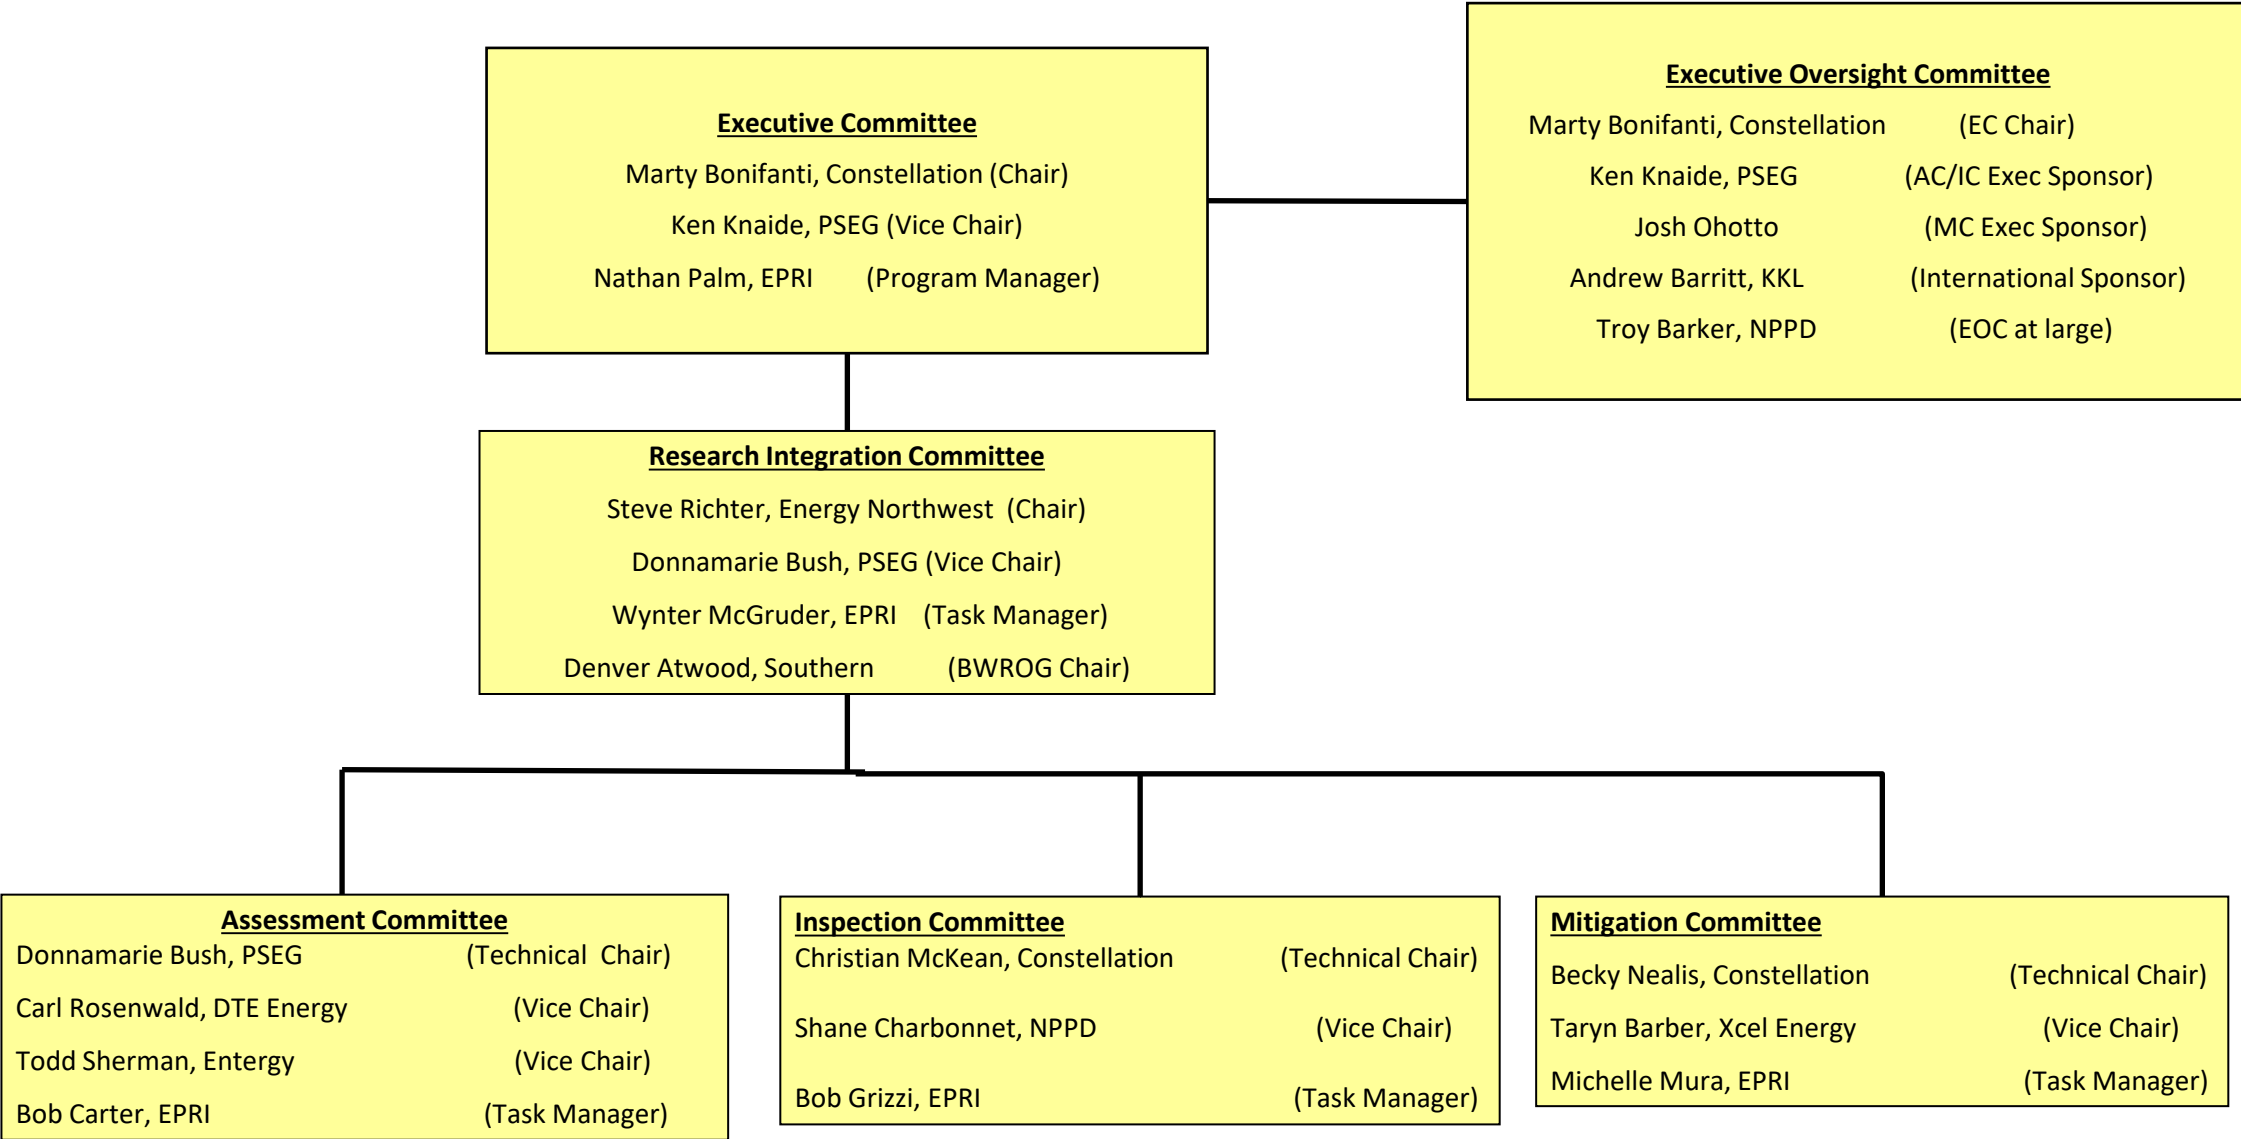 Executive Committee
Marty Bonifanti, Constellation (Chair)
Ken Knaide, PSEG (Vice Chair)
Nathan Palm, EPRI (Program Manager)
Executive Oversight Committee
Marty Bonifanti, Constellation (EC Chair)
Ken Knaide, PSEG (AC/IC Exec Sponsor)
Josh Ohotto (MC Exec Sponsor)
Andrew Barritt, KKL (International Sponsor)
Troy Barker, NPPD (EOC at large)
Research Integration Committee
Steve Richter, Energy Northwest (Chair)
Donnamarie Bush, PSEG (Vice Chair)
Wynter McGruder, EPRI (Task Manager)
Denver Atwood, Southern (BWROG Chair)
Assessment Committee
Donnamarie Bush, PSEG (Technical Chair)
Carl Rosenwald, DTE Energy (Vice Chair)
Todd Sherman, Entergy (Vice Chair)
Bob Carter, EPRI (Task Manager)
Inspection Committee
Christian McKean, Constellation (Technical Chair)
Shane Charbonnet, NPPD (Vice Chair)
Bob Grizzi, EPRI (Task Manager)
Mitigation Committee
Becky Nealis, Constellation (Technical Chair)
Taryn Barber, Xcel Energy (Vice Chair)
Michelle Mura, EPRI (Task Manager)